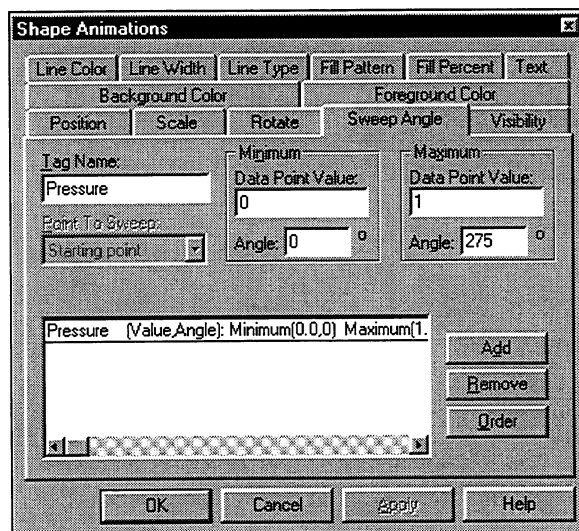 Shape Animations
Line Color Line Width Line Type Fill Pattern Fill Percent Text
Background Color Foreground Color
Position Scale Rotate Sweep Angle Visibility
Tag Name:
Pressure
Point To Sweep:
Starting point
Minimum
Data Point Value:
0
Angle: 0 °
Maximum
Data Point Value:
1
Angle: 275 °
Pressure (Value,Angle): Minimum(0.0,0) Maximum(1.
Add
Remove
Order
OK Cancel Apply Help